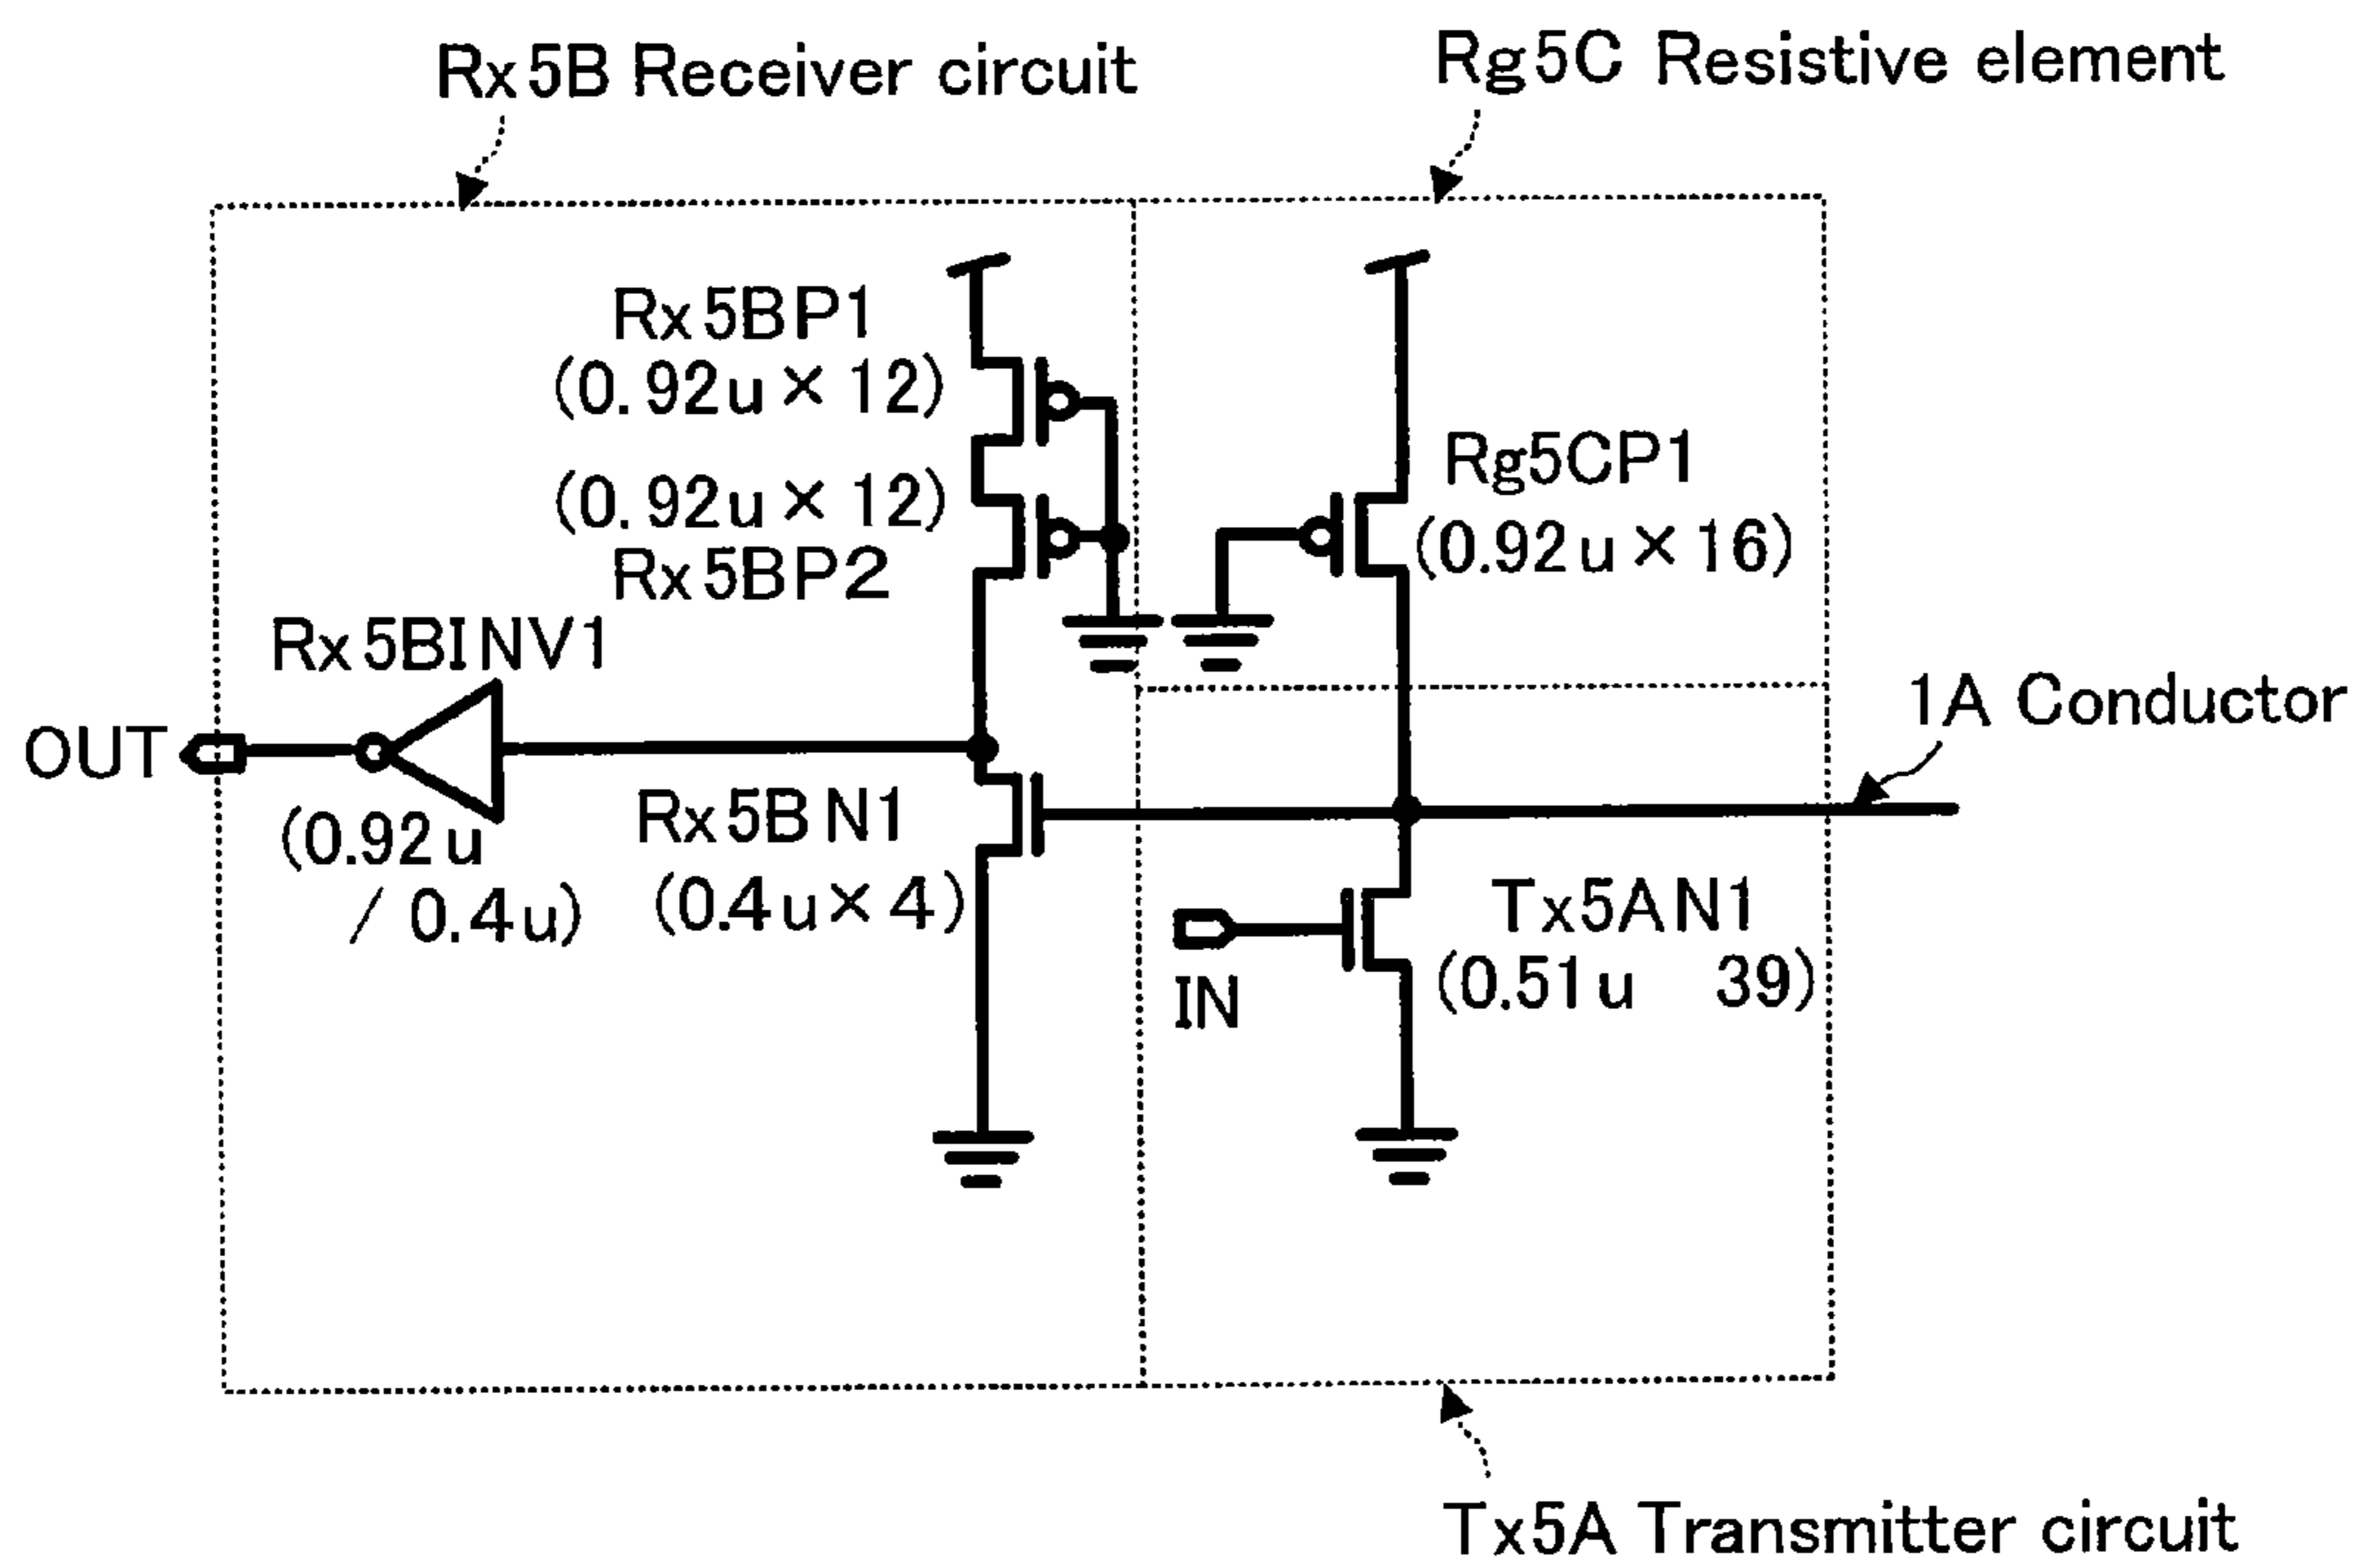 Rx5B Receiver circuit
Rg5C Resistive element
Rx5BP1
(0.92u×12)
(0.92u×12)
Rx5BP2
Rg5CP1
(0.92u×16)
Rx5BINV1
1A Conductor
OUT
(0.92u
/ 0.4u)
Rx5BN1
(0.4u×4)
Tx5AN1
(0.51u 39)
IN
Tx5A Transmitter circuit